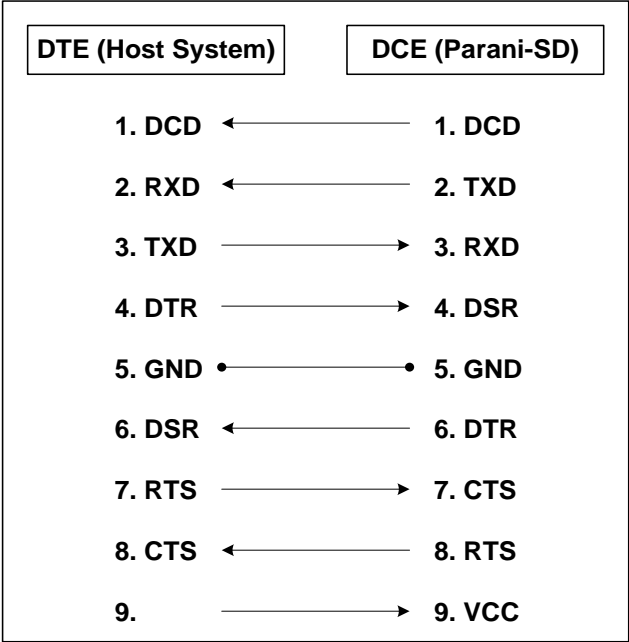 DTE (Host System) DCE (Parani-SD)
1. DCD 1. DCD
2. RXD 2. TXD
3. TXD 3. RXD
4. DTR 4. DSR
5. GND 5. GND
6. DSR 6. DTR
7. RTS 7. CTS
8. CTS 8. RTS
9. 9. VCC